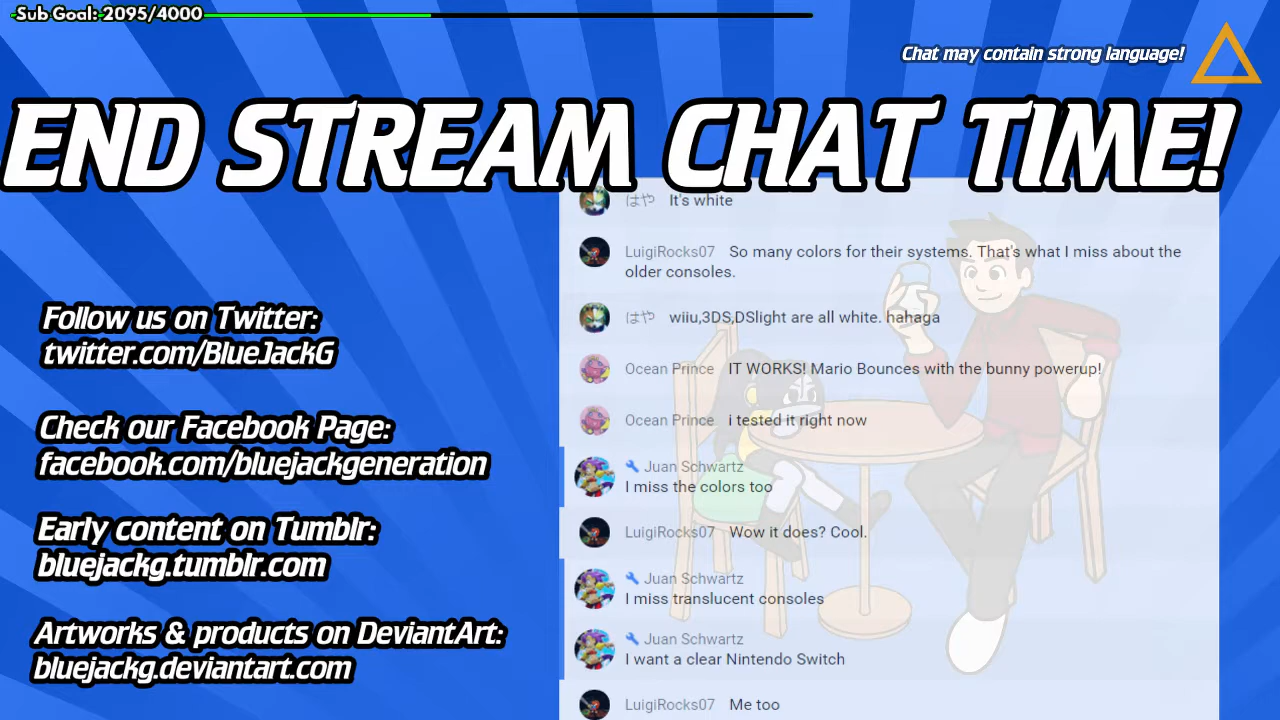 Sub Goal: 2095/4000
Chat may contain strong language!
END STREAM CHAT TIME!
Follow us on Twitter:
twitter.com/BlueJackG
Check our Facebook Page:
facebook.com/bluejackgeneration
Early content on Tumblr:
bluejackg.tumblr.com
Artworks & products on DeviantArt:
bluejackg.deviantart.com
はや It's white
LuigiRocks07 So many colors for their systems. That's what I miss about the
older consoles.
はや wiiu,3DS,DSlight are all white. hahaga
Ocean Prince IT WORKS! Mario Bounces with the bunny powerup!
Ocean Prince i tested it right now
Juan Schwartz
I miss the colors too
LuigiRocks07 Wow it does? Cool.
Juan Schwartz
I miss translucent consoles
Juan Schwartz
I want a clear Nintendo Switch
LuigiRocks07 Me too